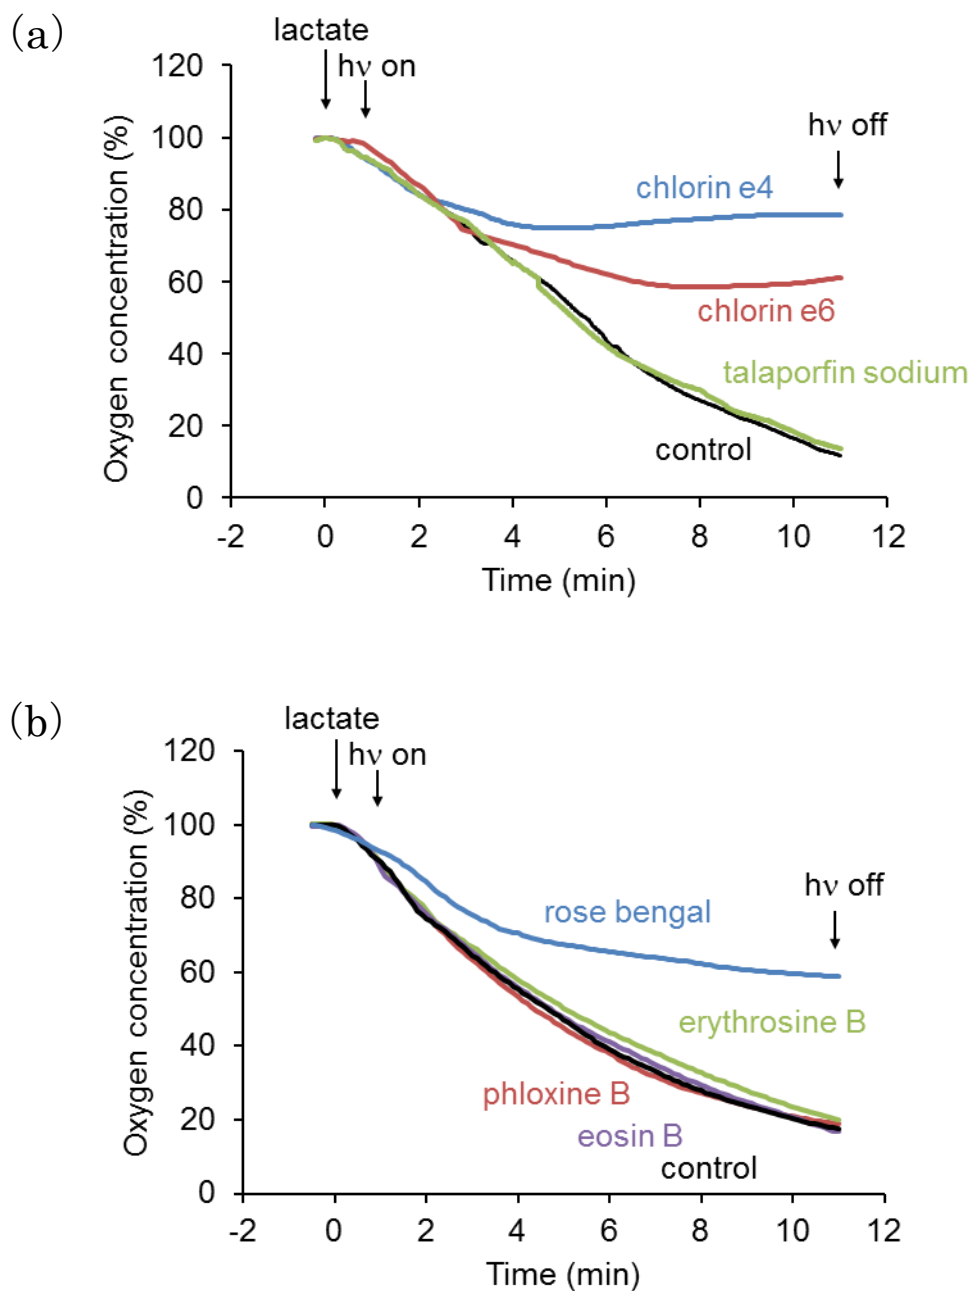 (a)
lactate
hν on
120
100
80
60
40
20
0
Oxygen concentration (%)
hν off
chlorin e4
chlorin e6
talaporfin sodium
control
-2 0 2 4 6 8 10 12
Time (min)
(b)
lactate
hν on
120
100
80
60
40
20
0
Oxygen concentration (%)
hν off
rose bengal
erythrosine B
phloxine B
eosin B
control
-2 0 2 4 6 8 10 12
Time (min)